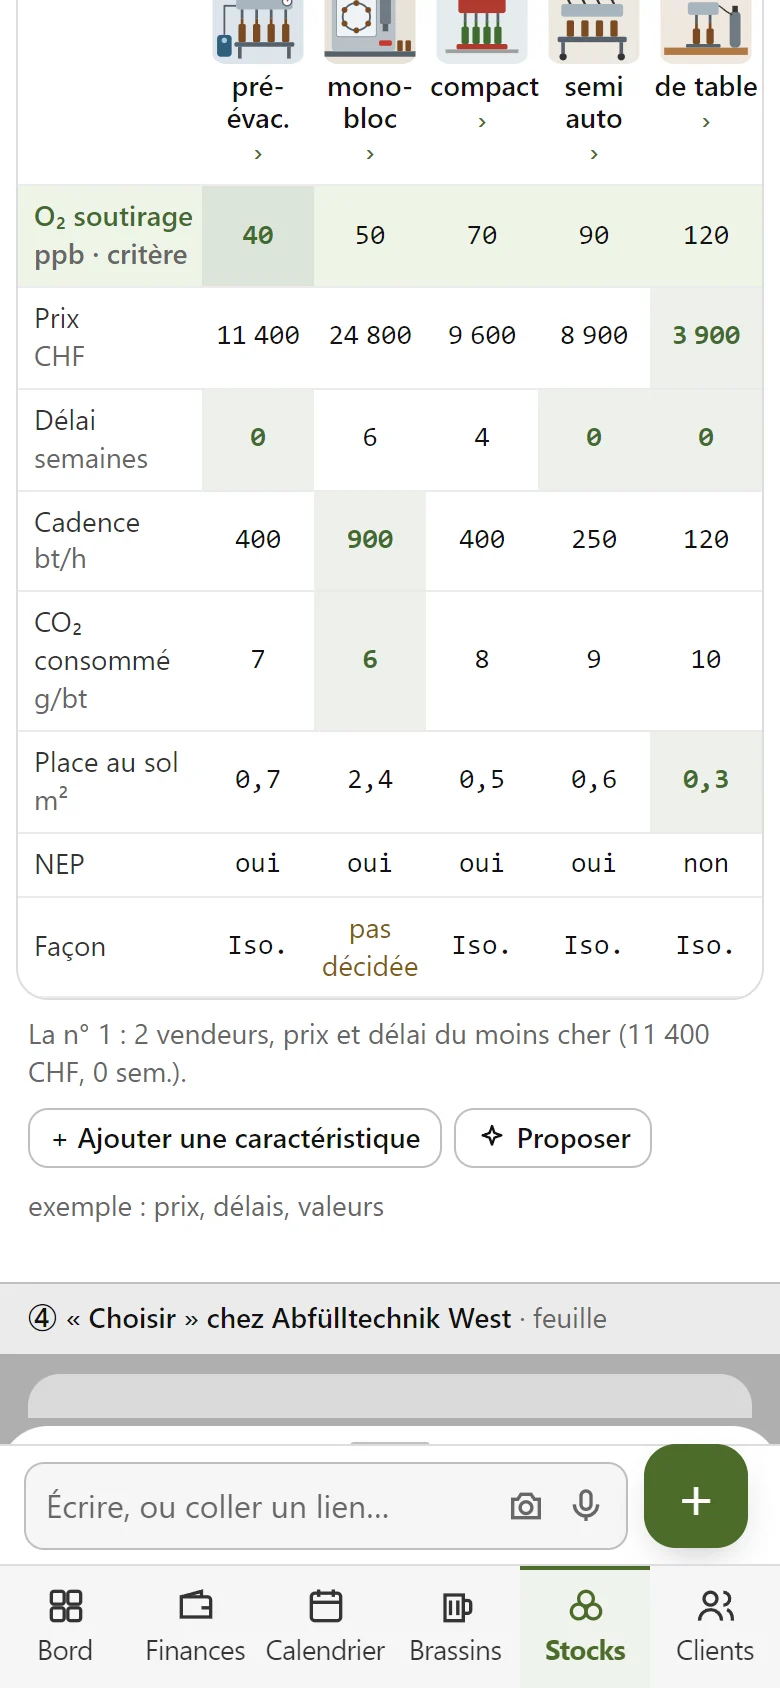 pré-
évac.
›
mono-
bloc
›
compact
›
semi
auto
›
de table
›
O₂ soutirage
ppb · critère
40 50 70 90 120
Prix
CHF
11 400 24 800 9 600 8 900 3 900
Délai
semaines
0 6 4 0 0
Cadence
bt/h
400 900 400 250 120
CO₂
consommé
g/bt
7 6 8 9 10
Place au sol
m²
0,7 2,4 0,5 0,6 0,3
NEP oui oui oui oui non
Façon Iso. pas
décidée Iso. Iso. Iso.
La n° 1 : 2 vendeurs, prix et délai du moins cher (11 400
CHF, 0 sem.).
+ Ajouter une caractéristique
Proposer
exemple : prix, délais, valeurs
④ « Choisir » chez Abfülltechnik West · feuille
Écrire, ou coller un lien…
+
Bord Finances Calendrier Brassins Stocks Clients